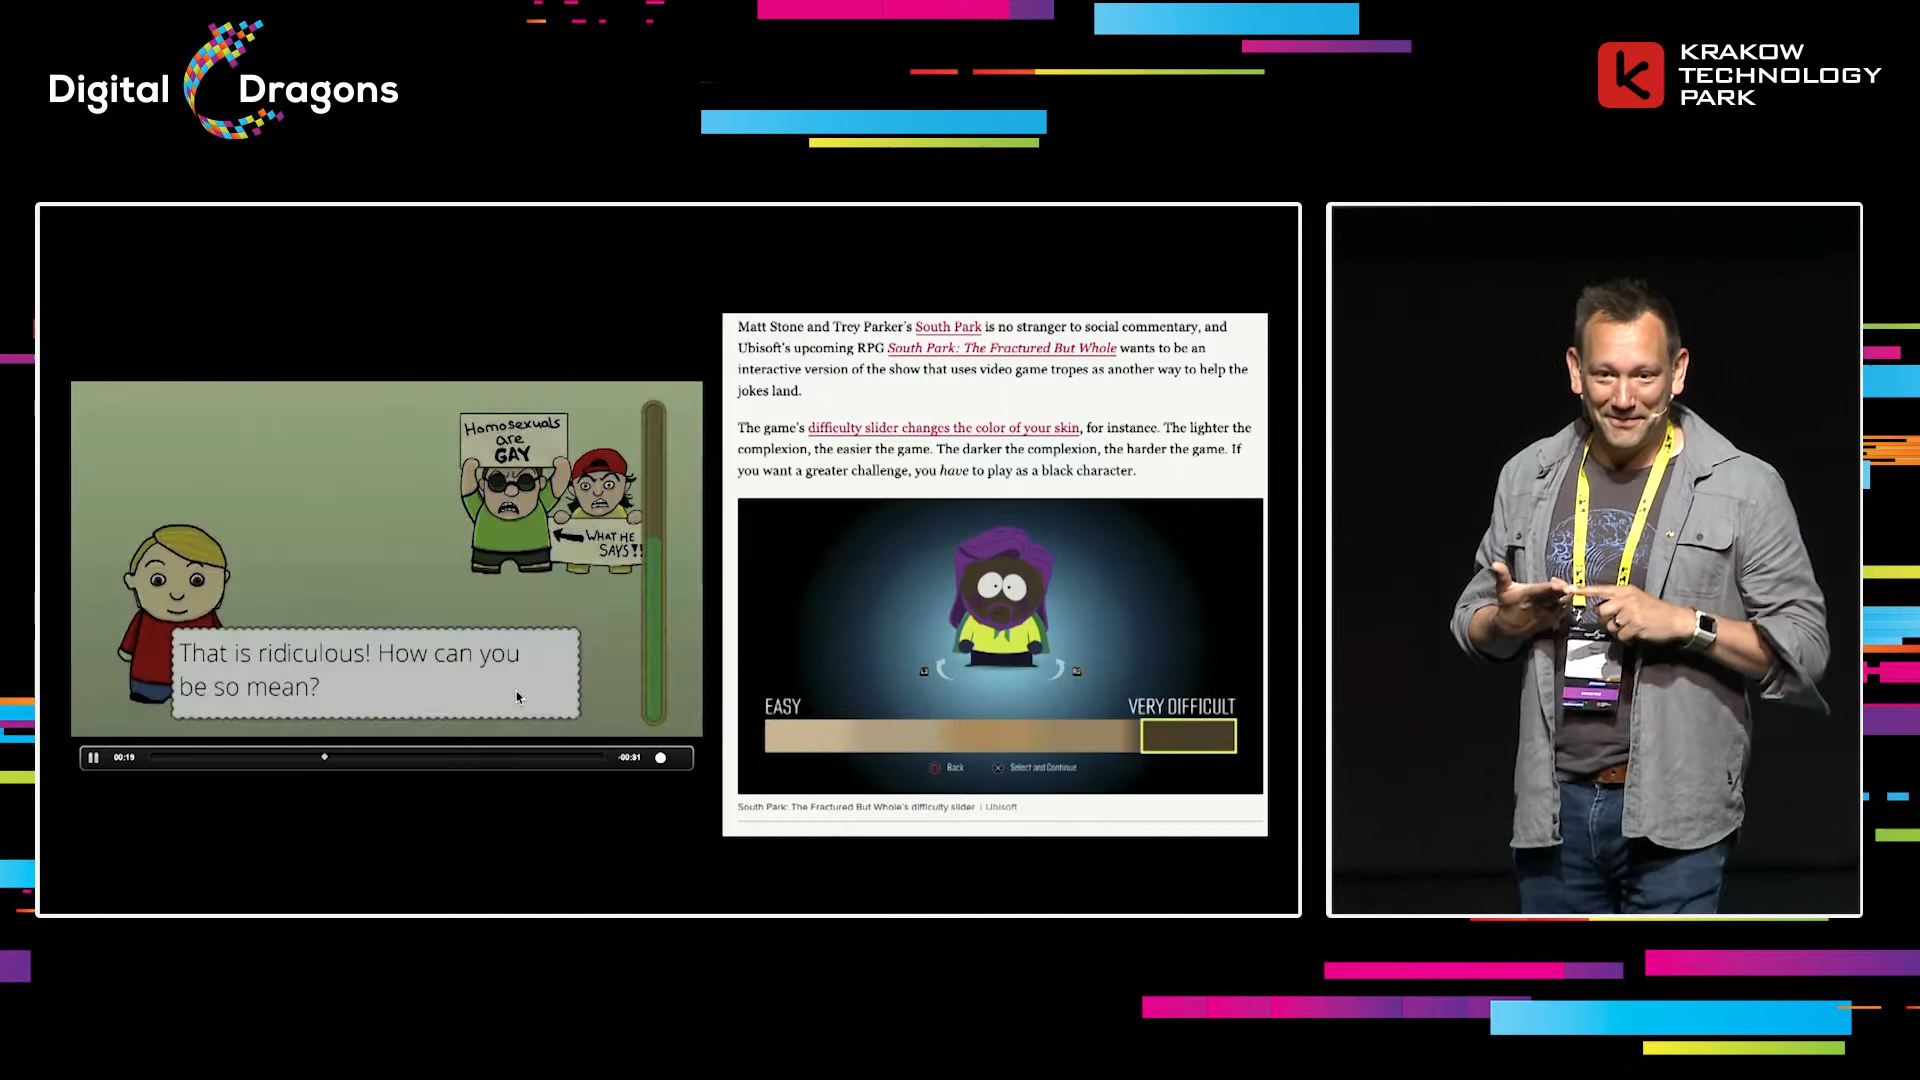 Digital Dragons
KRAKOW
TECHNOLOGY
PARK
Homosexuals
are
GAY
WHAT HE
SAYS!!
That is ridiculous! How can you
be so mean?
00:19
-00:31
Matt Stone and Trey Parker's South Park is no stranger to social commentary, and
Ubisoft's upcoming RPG South Park: The Fractured But Whole wants to be an
interactive version of the show that uses video game tropes as another way to help the
jokes land.
The game's difficulty slider changes the color of your skin, for instance. The lighter the
complexion, the easier the game. The darker the complexion, the harder the game. If
you want a greater challenge, you have to play as a black character.
EASY
VERY DIFFICULT
Back
Select and Continue
South Park: The Fractured But Whole's difficulty slider | Ubisoft